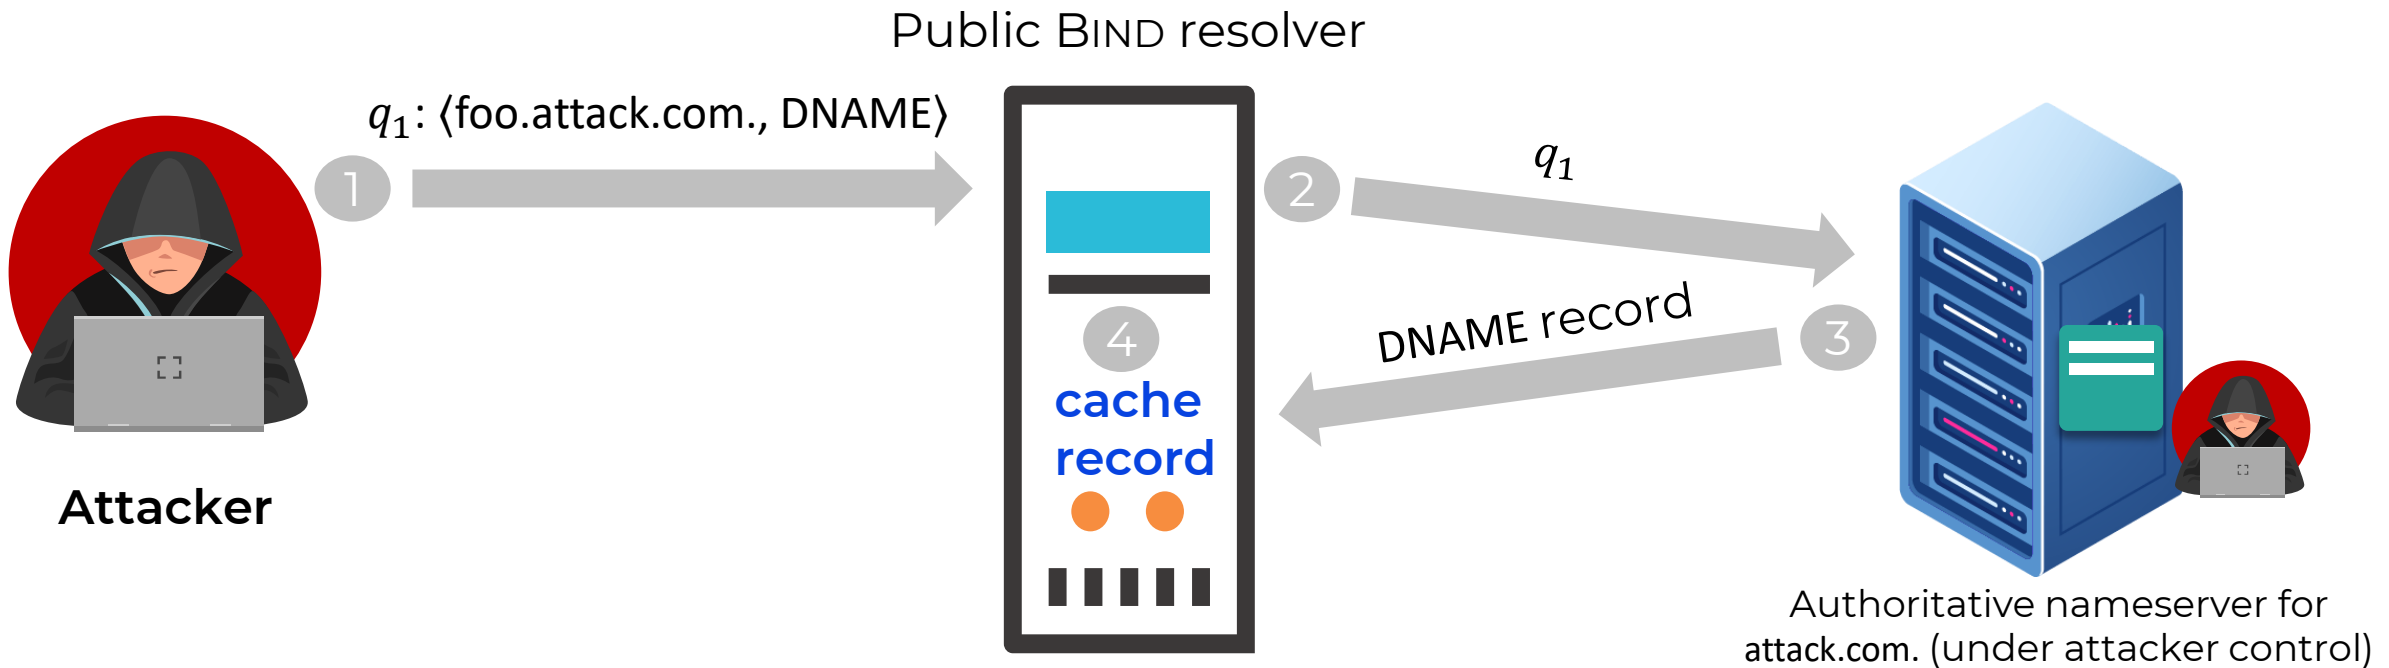 Public BIND resolver
q₁: ⟨foo.attack.com., DNAME⟩
1
2
q₁
DNAME record
3
4
cache
record
Attacker
Authoritative nameserver for
attack.com. (under attacker control)